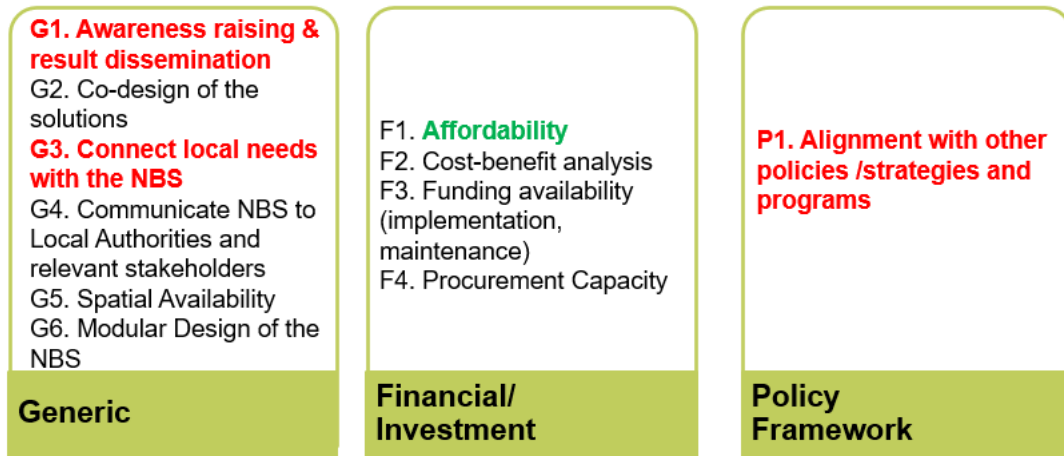 G1. Awareness raising &
result dissemination
G2. Co-design of the
solutions
G3. Connect local needs
with the NBS
G4. Communicate NBS to
Local Authorities and
relevant stakeholders
G5. Spatial Availability
G6. Modular Design of the
NBS
Generic
F1. Affordability
F2. Cost-benefit analysis
F3. Funding availability
(implementation,
maintenance)
F4. Procurement Capacity
Financial/
Investment
P1. Alignment with other
policies /strategies and
programs
Policy
Framework